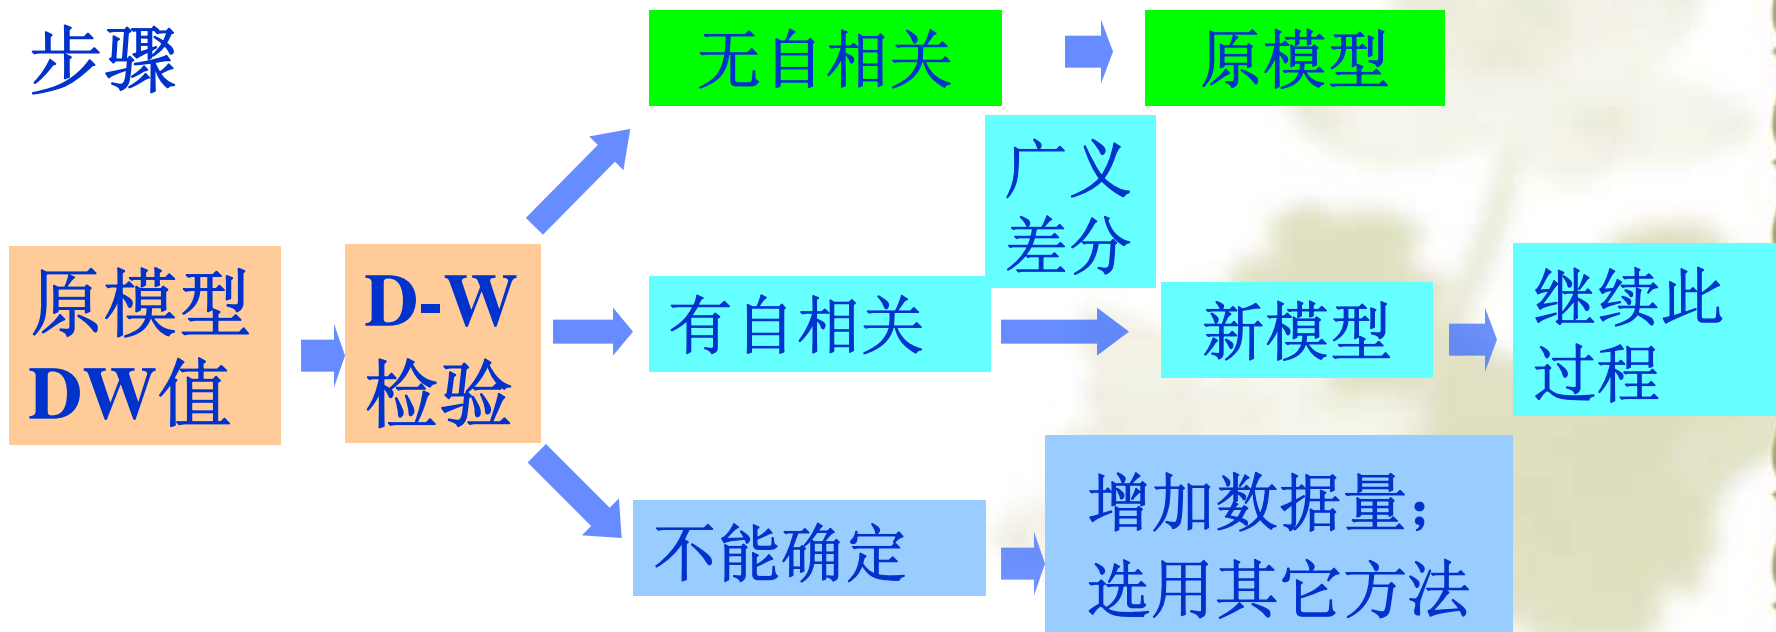 步骤
无自相关
原模型
广义
差分
原模型
DW值
D-W
检验
有自相关
新模型
继续此
过程
不能确定
增加数据量；
选用其它方法